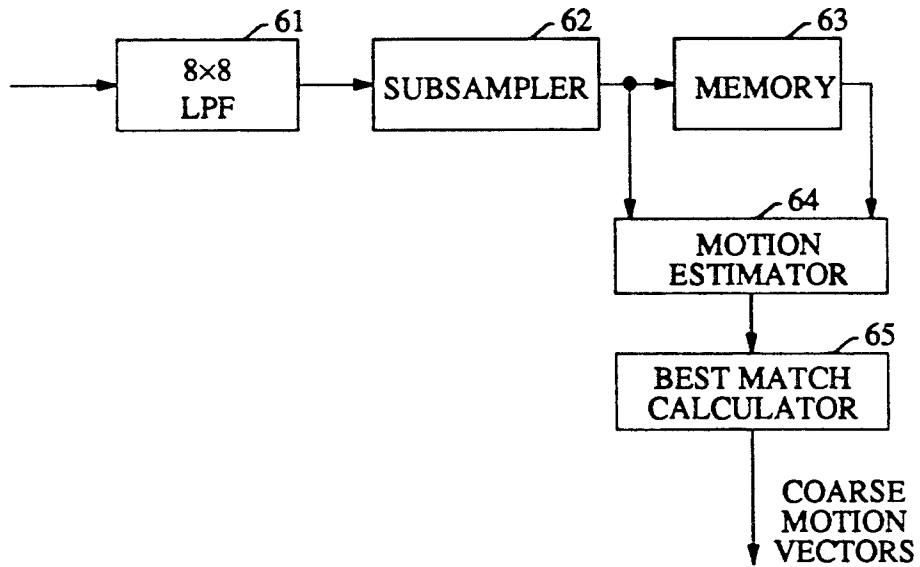 61
62
63
8×8
LPF
SUBSAMPLER
MEMORY
64
MOTION
ESTIMATOR
65
BEST MATCH
CALCULATOR
COARSE
MOTION
VECTORS